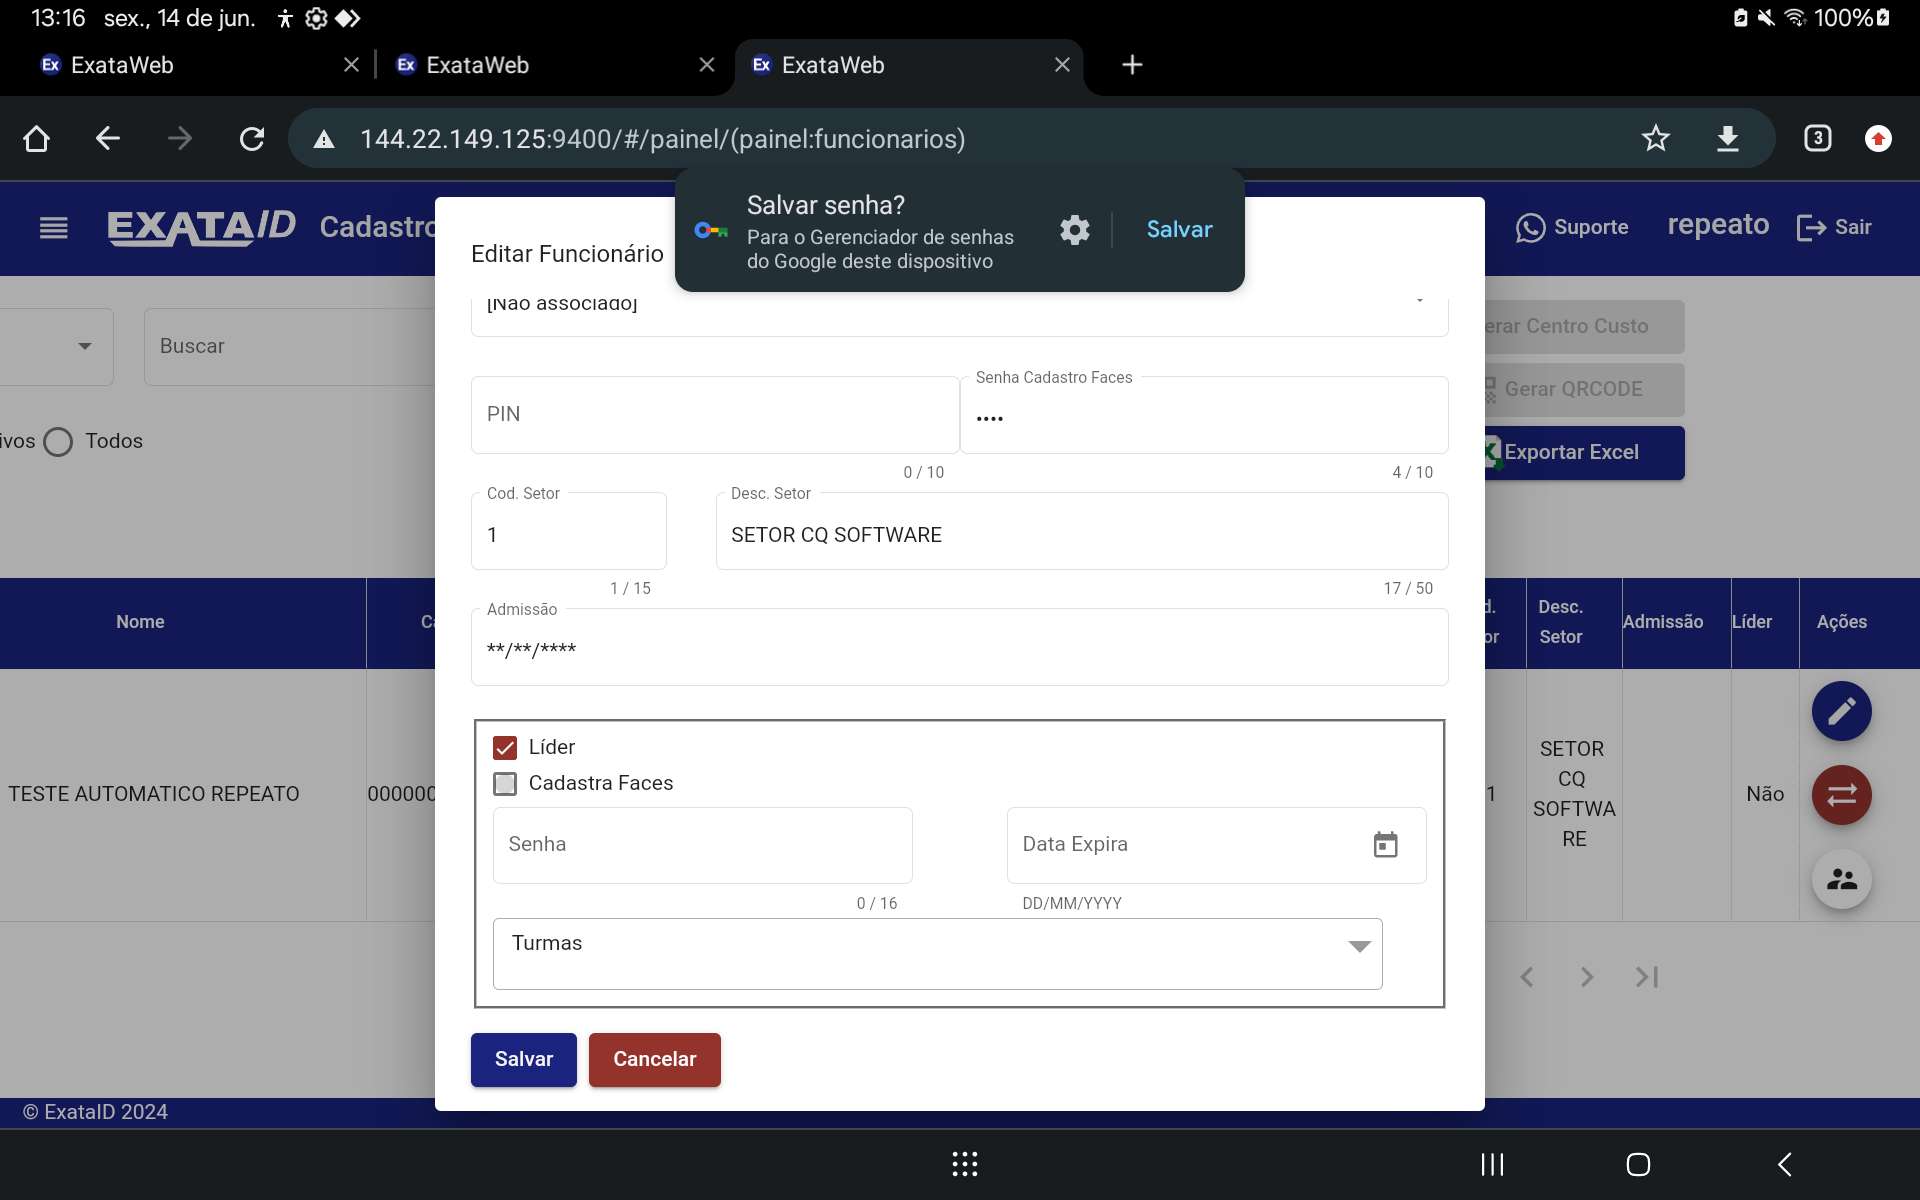 13:16 sex., 14 de jun.
100%
Ex ExataWeb
Ex ExataWeb
Ex ExataWeb
144.22.149.125:9400/#/painel/(painel:funcionarios)
3
Salvar senha?
Para o Gerenciador de senhas
do Google deste dispositivo
Salvar
EXATAID
Cadastro
Suporte
repeato
Sair
Editar Funcionário
[Não associado]
Buscar
erar Centro Custo
Gerar QRCODE
Exportar Excel
ivos
Todos
PIN
0 / 10
Senha Cadastro Faces
••••
4 / 10
Cod. Setor
1
1 / 15
Desc. Setor
SETOR CQ SOFTWARE
17 / 50
Admissão
**/**/****
Nome
Ca
d.
or
Desc.
Setor
Admissão
Líder
Ações
TESTE AUTOMATICO REPEATO
000000
1
SETOR
CQ
SOFTWA
RE
Não
Líder
Cadastra Faces
Senha
0 / 16
Data Expira
DD/MM/YYYY
Turmas
Salvar
Cancelar
© ExataID 2024